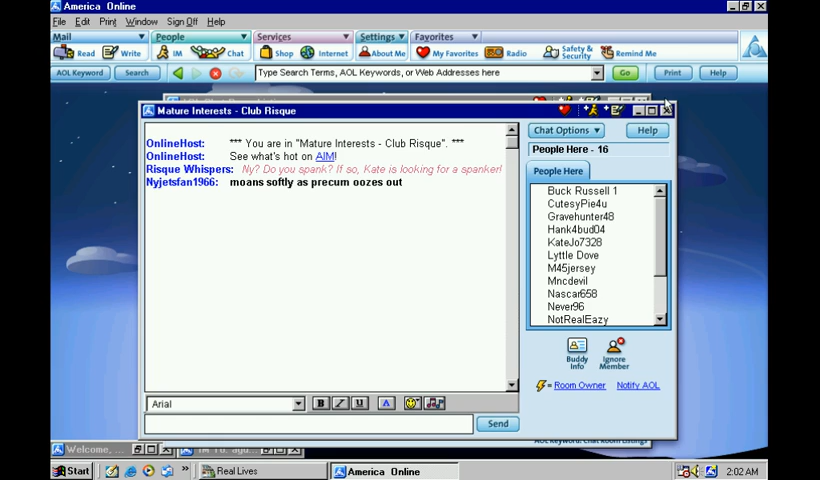 America Online
File Edit Print Window Sign Off Help
Mail People Services Settings Favorites
Read Write IM Chat Shop Internet About Me My Favorites Radio Safety & Security Remind Me
AOL Keyword Search Type Search Terms, AOL Keywords, or Web Addresses here Go Print Help
Mature Interests - Club Risque
Chat Options Help
People Here - 16
People Here
OnlineHost: *** You are in "Mature Interests - Club Risque". ***
OnlineHost: See what's hot on AIM!
Risque Whispers: Ny? Do you spank? If so, Kate is looking for a spanker!
Nyjetsfan1966: moans softly as precum oozes out
Buck Russell 1
CutesyPie4u
Gravehunter48
Hank4bud04
KateJo7328
Lyttle Dove
M45jersey
Mncdevil
Nascar658
Never96
NotRealEazy
Buddy Info
Ignore Member
= Room Owner Notify AOL
Arial B I U A
Send
AOL Keyword: Chat Room Listings
Welcome, ...
Start Real Lives America Online 2:02 AM